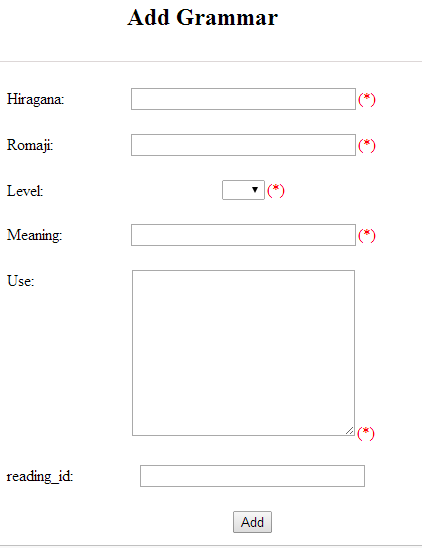 Add Grammar
Hiragana: (*)
Romaji: (*)
Level: (*)
Meaning: (*)
Use:
(*)
reading_id:
Add